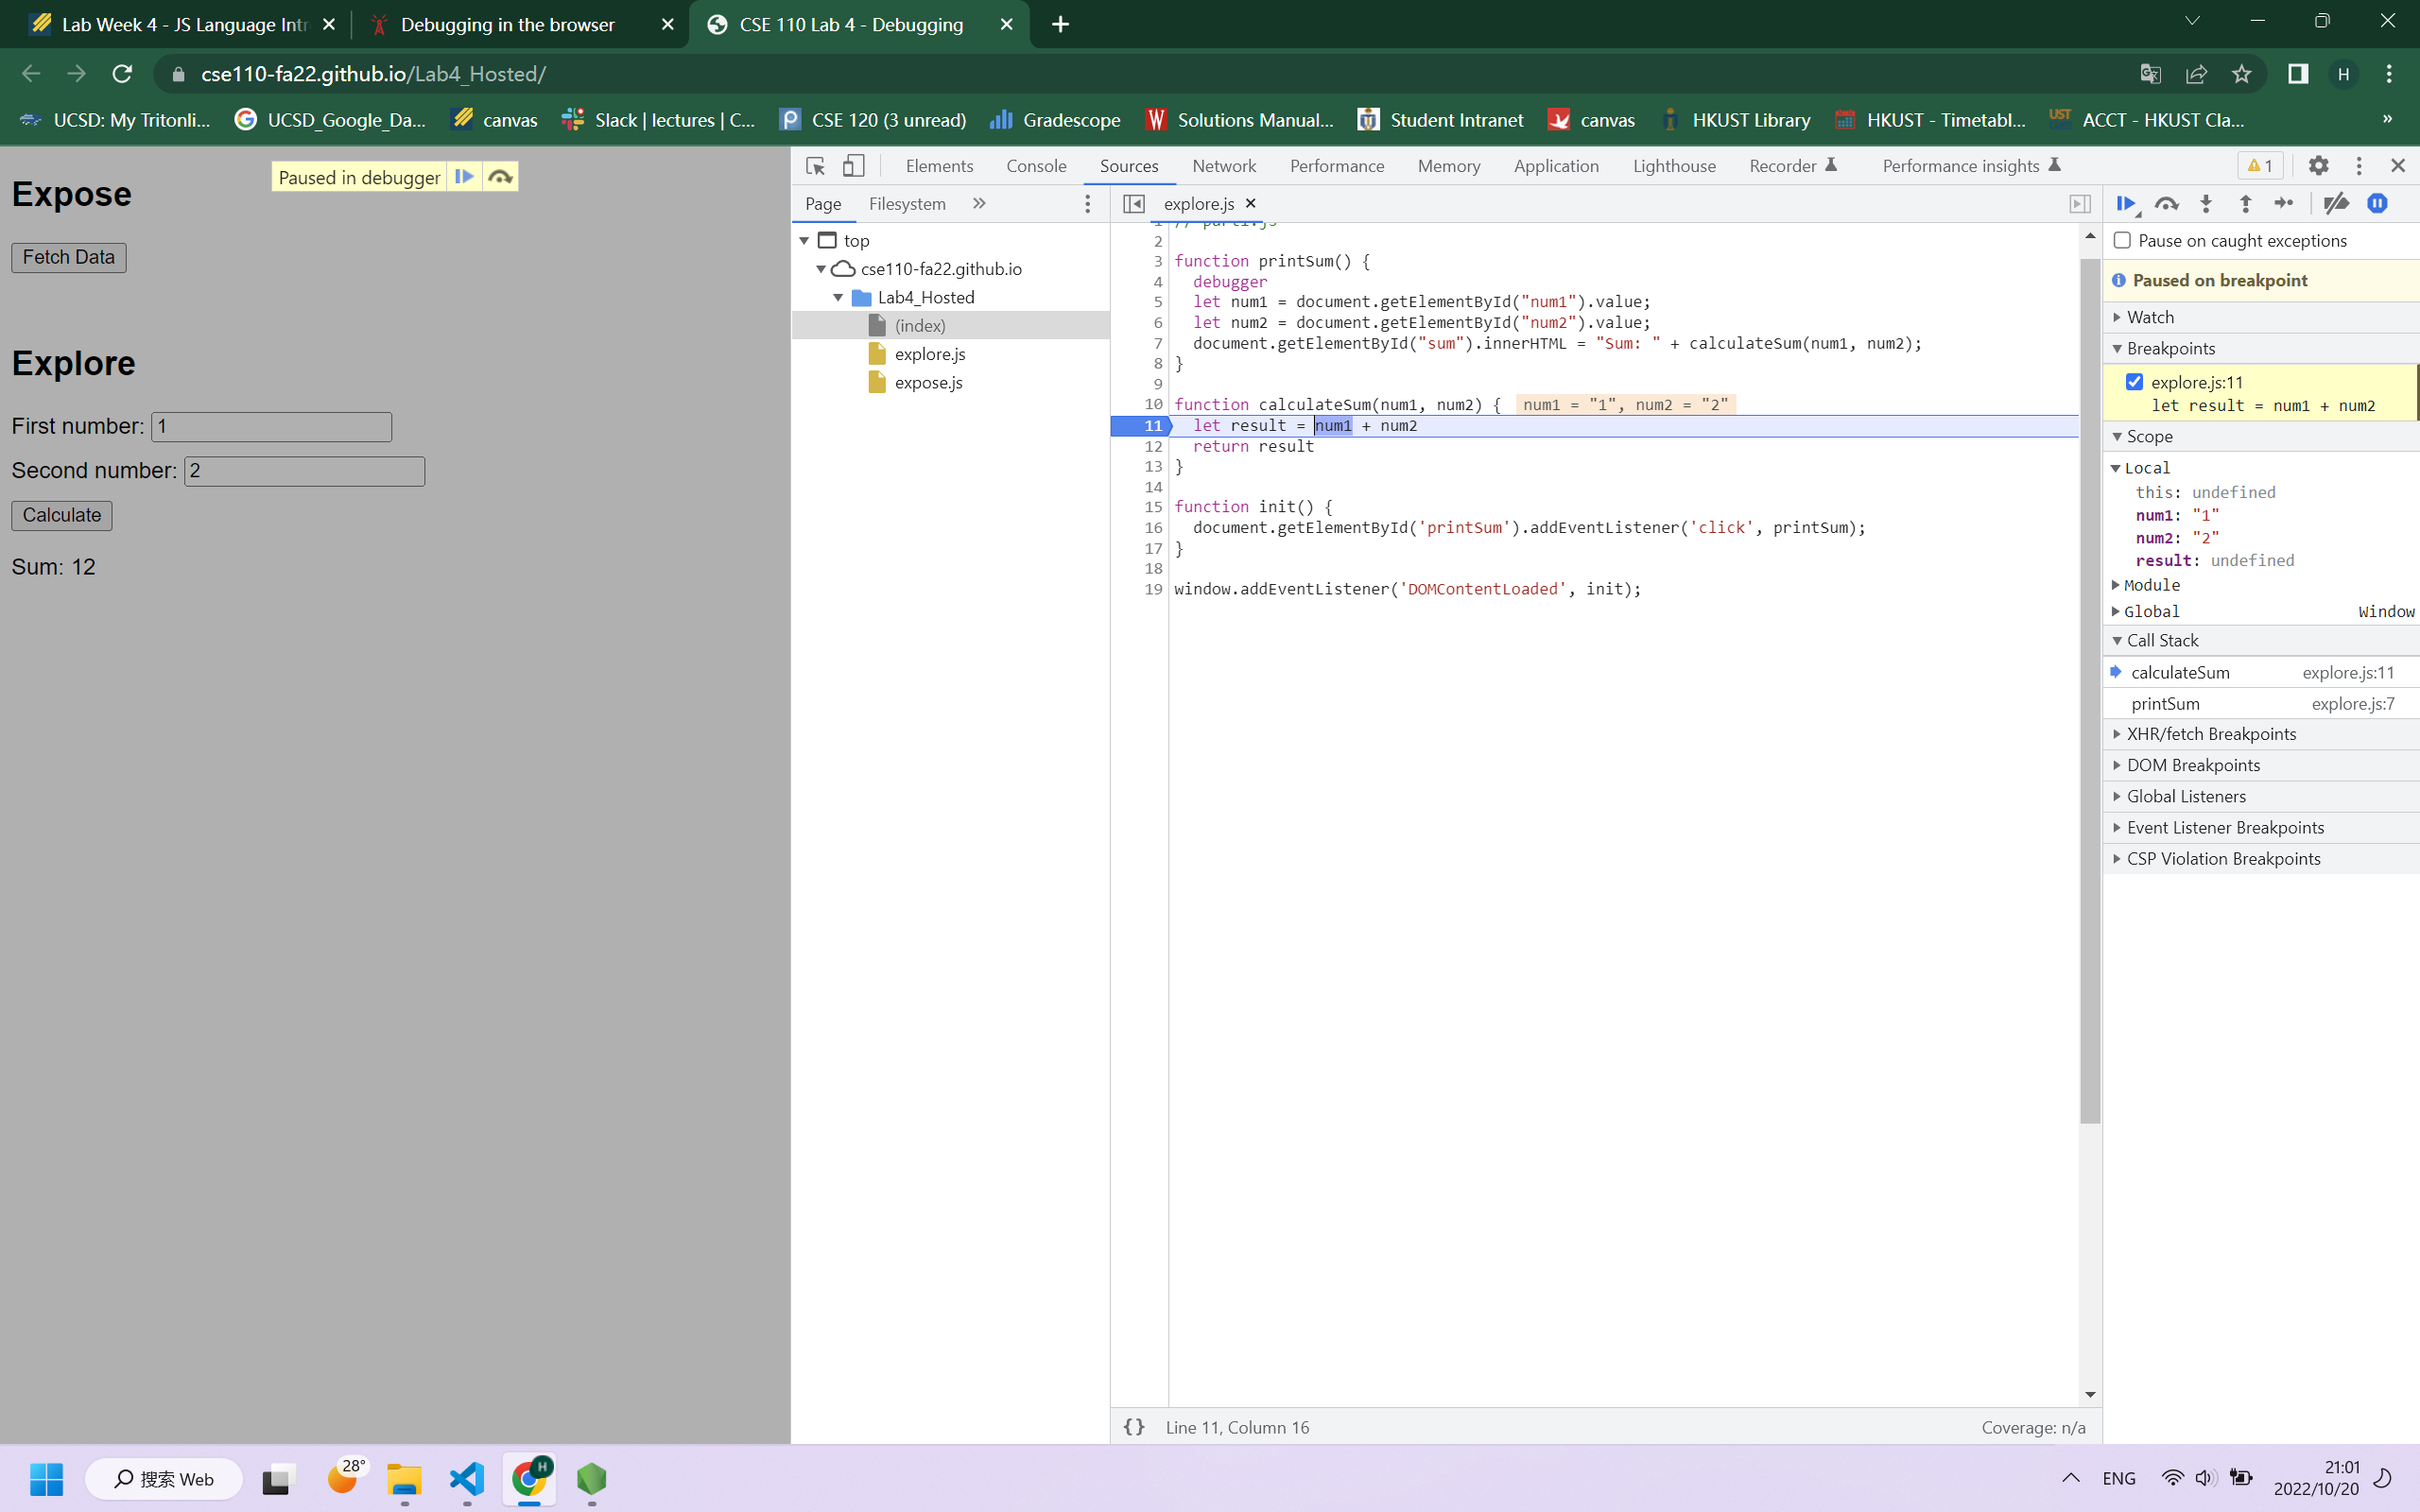 Lab Week 4 - JS Language Intr
Debugging in the browser
CSE 110 Lab 4 - Debugging
cse110-fa22.github.io/Lab4_Hosted/
H
UCSD: My Tritonli...
UCSD_Google_Da...
canvas
Slack | lectures | C...
CSE 120 (3 unread)
Gradescope
Solutions Manual...
Student Intranet
canvas
HKUST Library
HKUST - Timetabl...
ACCT - HKUST Cla...
Expose
Paused in debugger
Fetch Data
Explore
First number: 1
Second number: 2
Calculate
Sum: 12
Elements
Console
Sources
Network
Performance
Memory
Application
Lighthouse
Recorder
Performance insights
1
Page
Filesystem
explore.js
top
cse110-fa22.github.io
Lab4_Hosted
(index)
explore.js
expose.js
1 // part1.js
2
3 function printSum() {
4 debugger
5 let num1 = document.getElementById("num1").value;
6 let num2 = document.getElementById("num2").value;
7 document.getElementById("sum").innerHTML = "Sum: " + calculateSum(num1, num2);
8 }
9
10 function calculateSum(num1, num2) { num1 = "1", num2 = "2"
11 let result = num1 + num2
12 return result
13 }
14
15 function init() {
16 document.getElementById('printSum').addEventListener('click', printSum);
17 }
18
19 window.addEventListener('DOMContentLoaded', init);
{} Line 11, Column 16
Coverage: n/a
Pause on caught exceptions
Paused on breakpoint
Watch
Breakpoints
explore.js:11
let result = num1 + num2
Scope
Local
this: undefined
num1: "1"
num2: "2"
result: undefined
Module
Global Window
Call Stack
calculateSum explore.js:11
printSum explore.js:7
XHR/fetch Breakpoints
DOM Breakpoints
Global Listeners
Event Listener Breakpoints
CSP Violation Breakpoints
搜索 Web
28°
H
ENG
21:01
2022/10/20